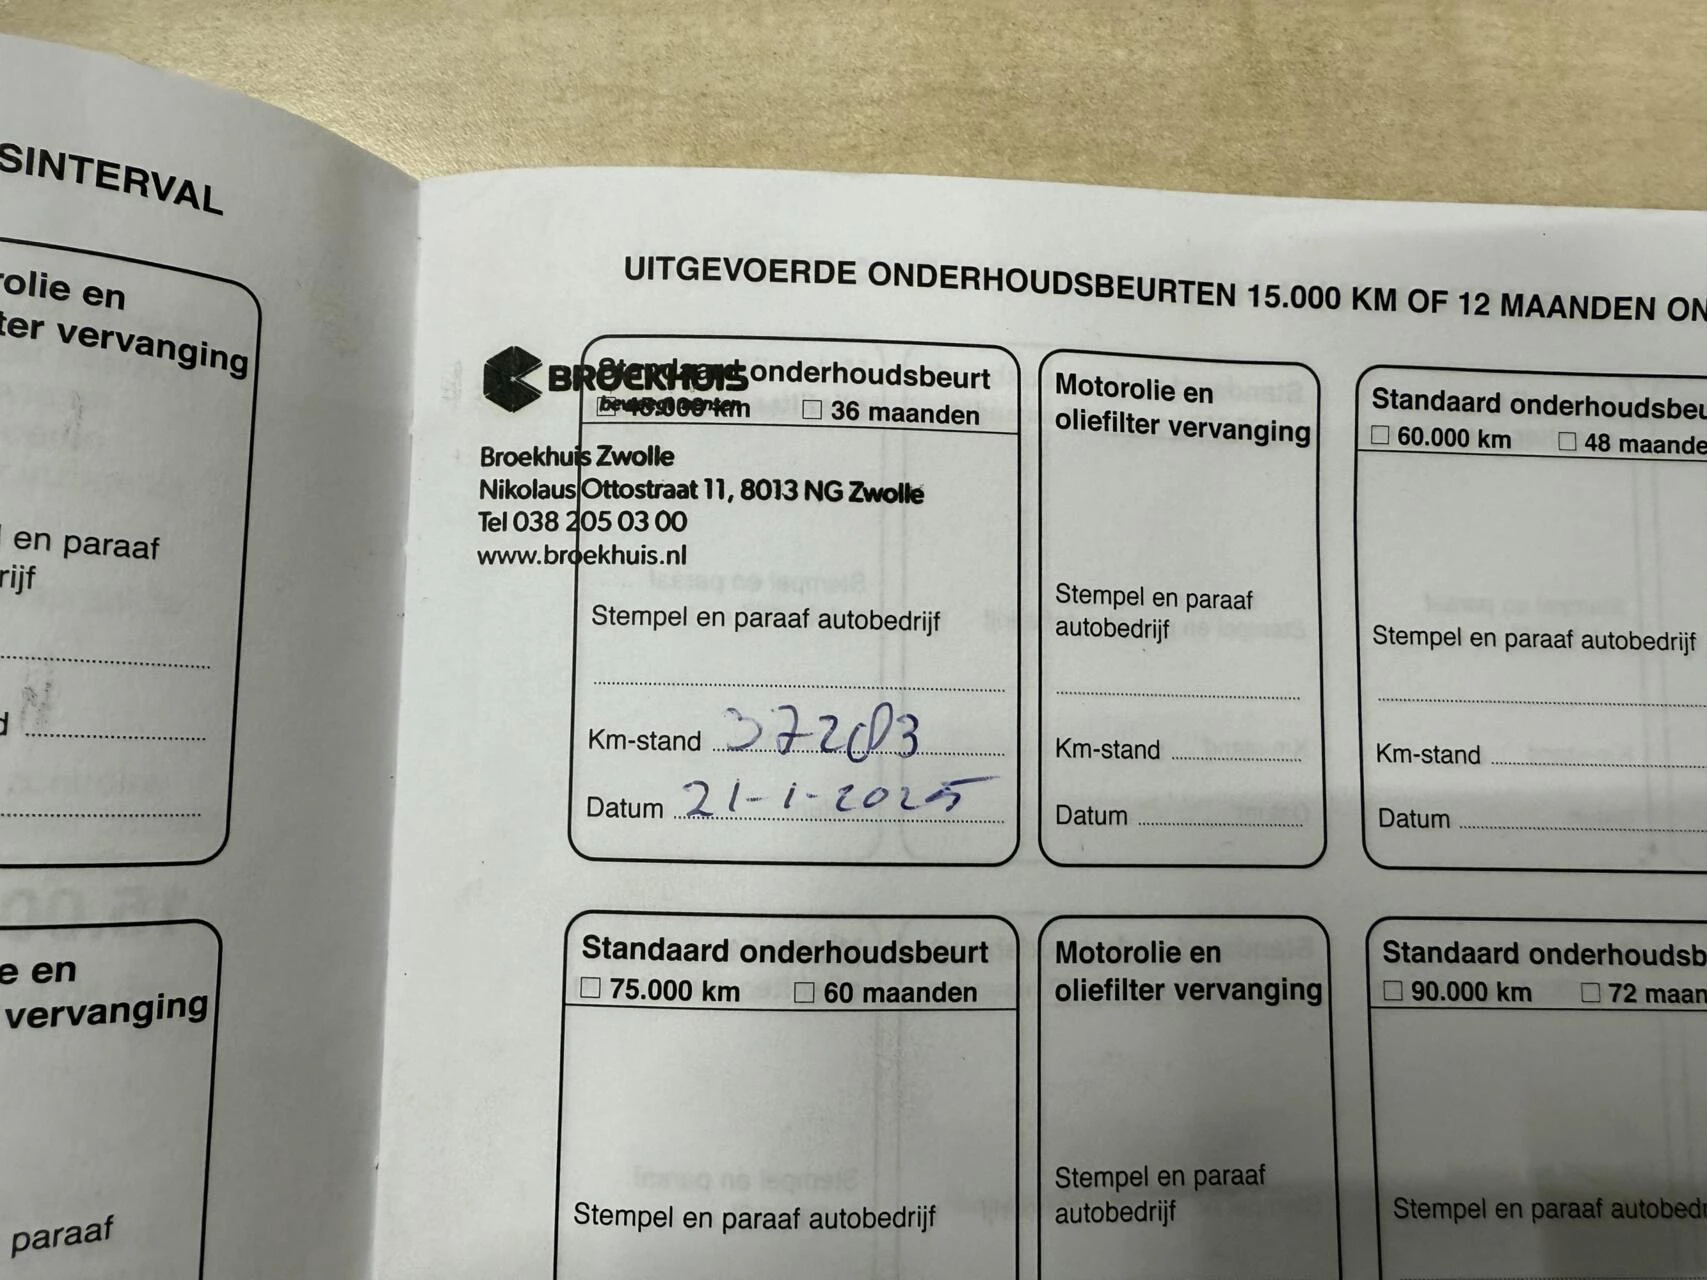 SINTERVAL
rolie en
lter vervanging
en paraaf
rijf
d
e en
vervanging
paraaf
UITGEVOERDE ONDERHOUDSBEURTEN 15.000 KM OF 12 MAANDEN ON
BROEKHUIS
Standaard onderhoudsbeurt
45.000 km 36 maanden
Broekhuis Zwolle
Nikolaus Ottostraat 11, 8013 NG Zwolle
Tel 038 205 03 00
www.broekhuis.nl
Stempel en paraaf autobedrijf
Km-stand 37203
Datum 21-1-2025
Motorolie en
oliefilter vervanging
Stempel en paraaf
autobedrijf
Km-stand
Datum
Standaard onderhoudsbeu
60.000 km 48 maande
Stempel en paraaf autobedrijf
Km-stand
Datum
Standaard onderhoudsbeurt
75.000 km 60 maanden
Stempel en paraaf autobedrijf
Motorolie en
oliefilter vervanging
Stempel en paraaf
autobedrijf
Standaard onderhoudsb
90.000 km 72 maan
Stempel en paraaf autobedr